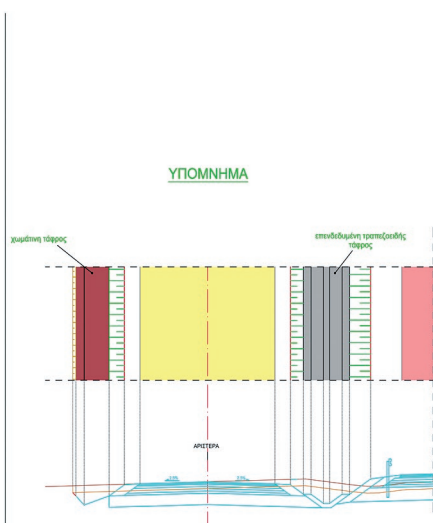 ΥΠΟΜΝΗΜΑ
χωμάτινη τάφρος
επενδεδυμένη τραπεζοειδής
τάφρος
ΑΡΙΣΤΕΡΑ